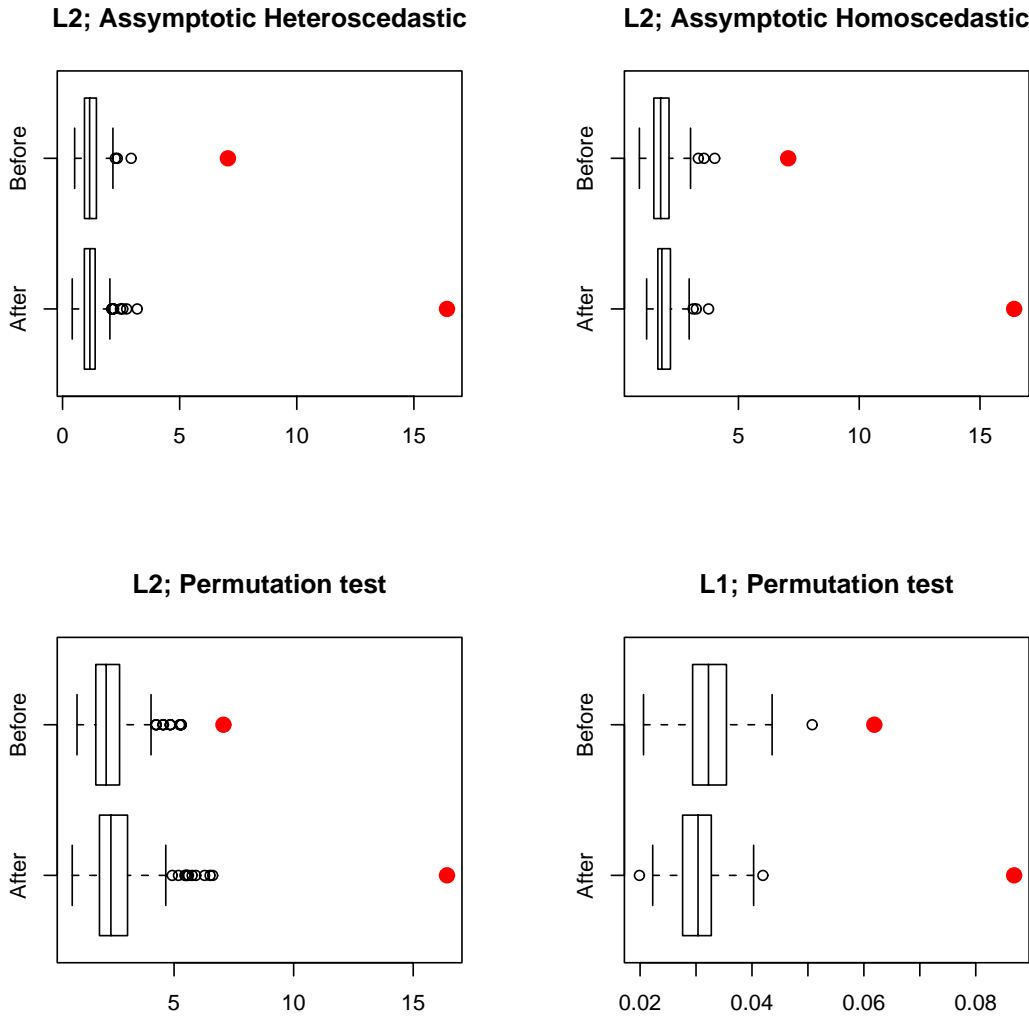 L2; Assymptotic Heteroscedastic
L2; Assymptotic Homoscedastic
Before
After
0 5 10 15
Before
After
5 10 15
L2; Permutation test
L1; Permutation test
Before
After
5 10 15
Before
After
0.02 0.04 0.06 0.08